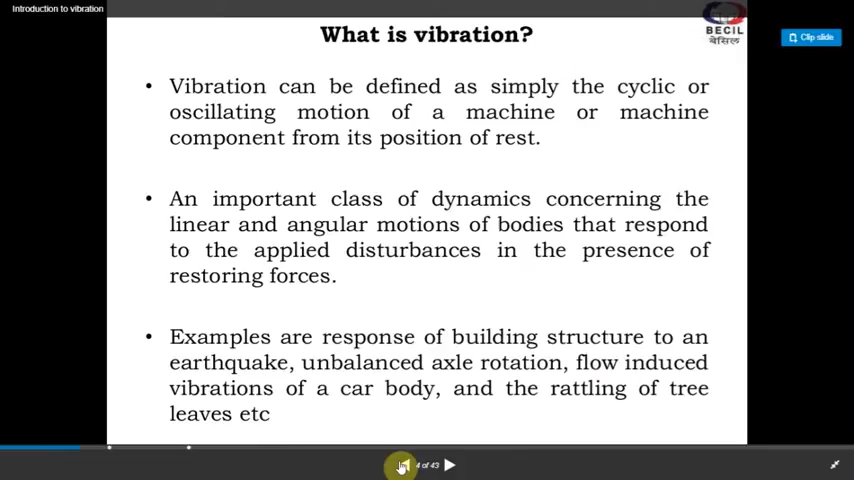 Introduction to vibration
What is vibration?
BECIL
बेसिल
Clip slide
• Vibration can be defined as simply the cyclic or
oscillating motion of a machine or machine
component from its position of rest.
• An important class of dynamics concerning the
linear and angular motions of bodies that respond
to the applied disturbances in the presence of
restoring forces.
• Examples are response of building structure to an
earthquake, unbalanced axle rotation, flow induced
vibrations of a car body, and the rattling of tree
leaves etc
4 of 43